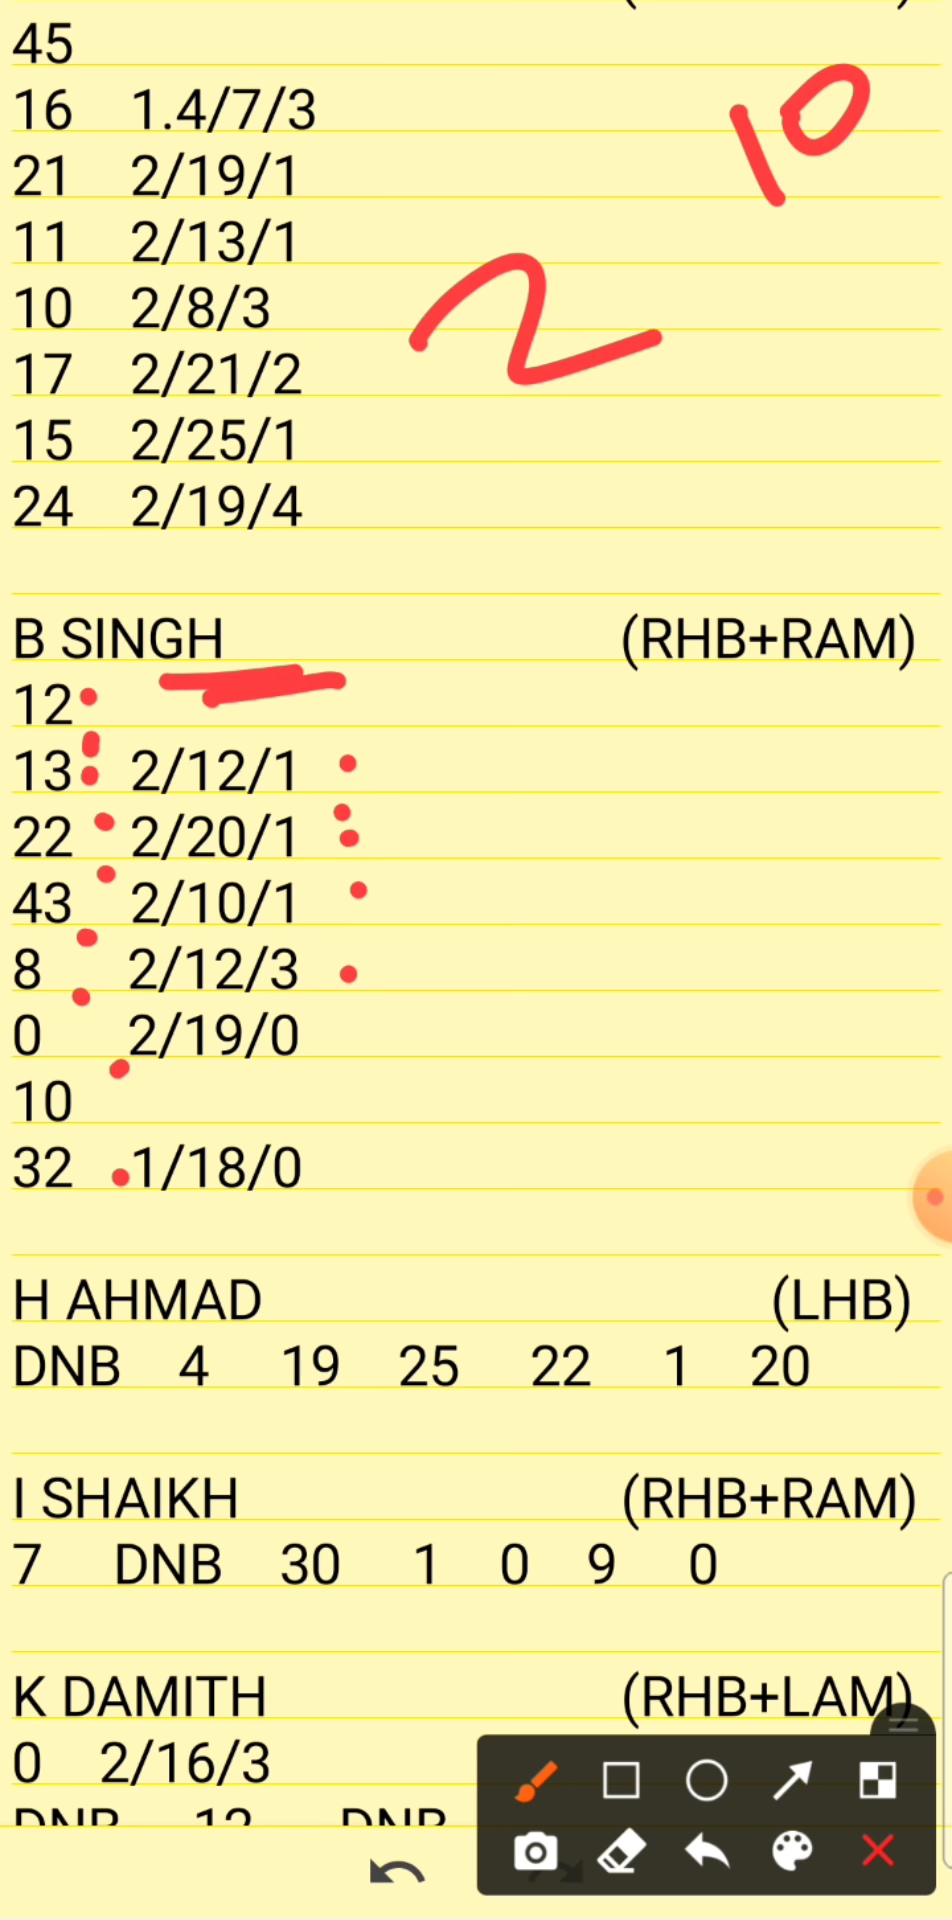 45
16 1.4/7/3
10
21 2/19/1
11 2/13/1
10 2/8/3
2
17 2/21/2
15 2/25/1
24 2/19/4
B SINGH (RHB+RAM)
12
13 2/12/1
22 2/20/1
43 2/10/1
8 2/12/3
0 2/19/0
10
32 1/18/0
H AHMAD (LHB)
DNB 4 19 25 22 1 20
I SHAIKH (RHB+RAM)
7 DNB 30 1 0 9 0
K DAMITH (RHB+LAM)
0 2/16/3
DNB 12 DNB